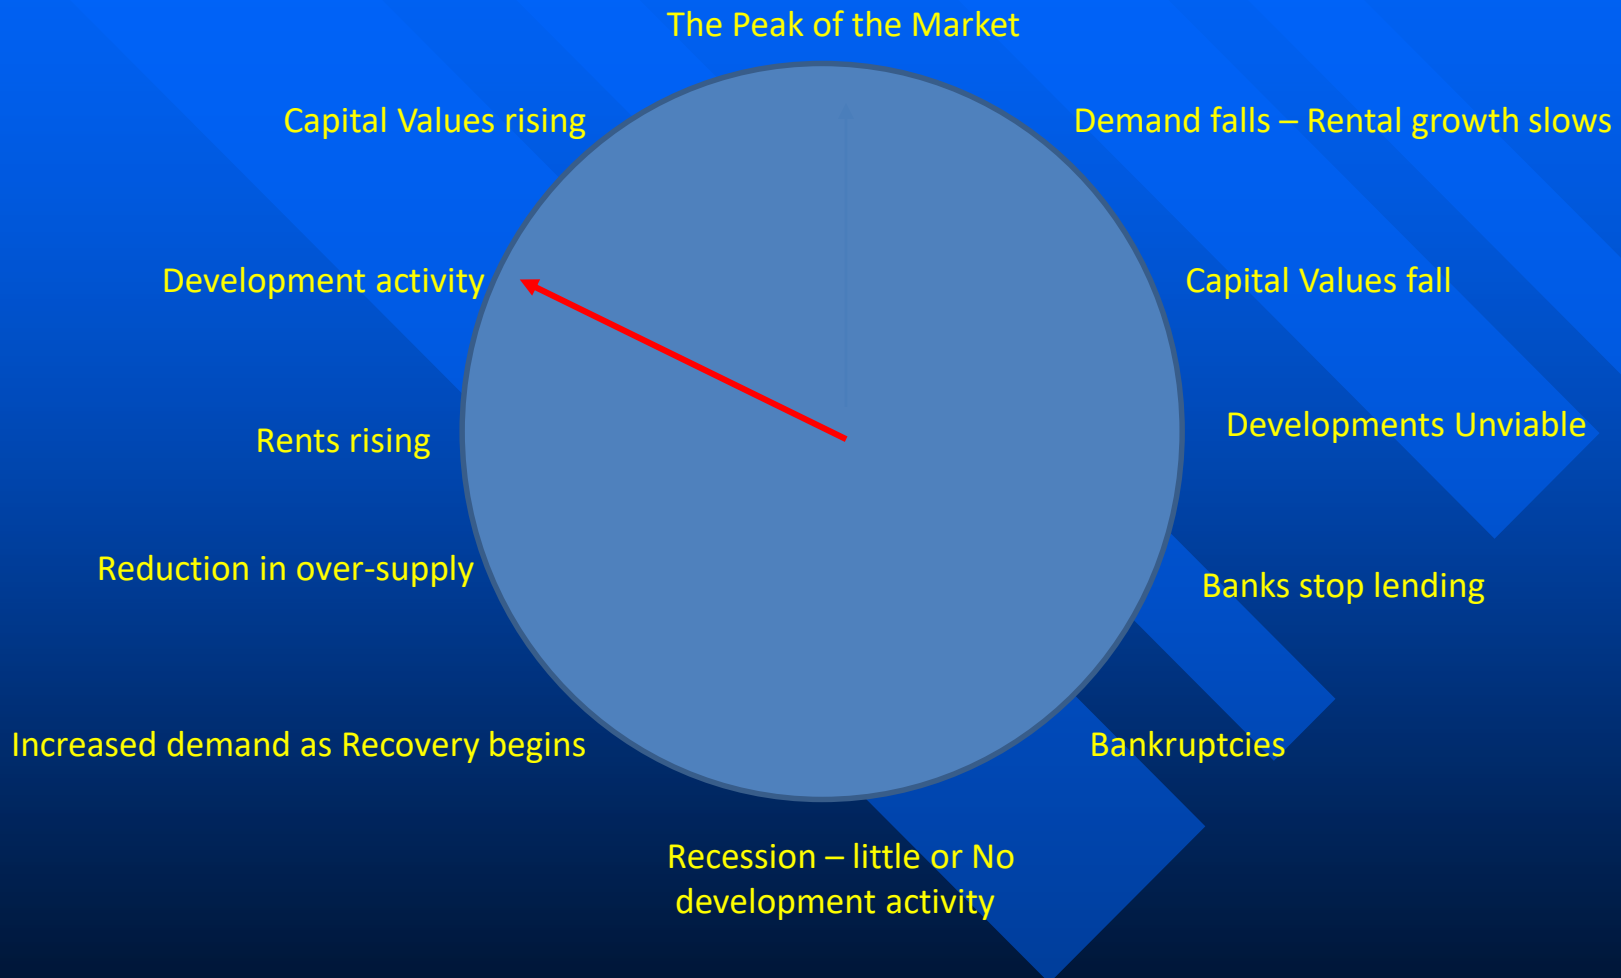 The Peak of the Market
Capital Values rising
Demand falls – Rental growth slows
Development activity
Capital Values fall
Rents rising
Developments Unviable
Reduction in over-supply
Banks stop lending
Increased demand as Recovery begins
Bankruptcies
Recession – little or No
development activity